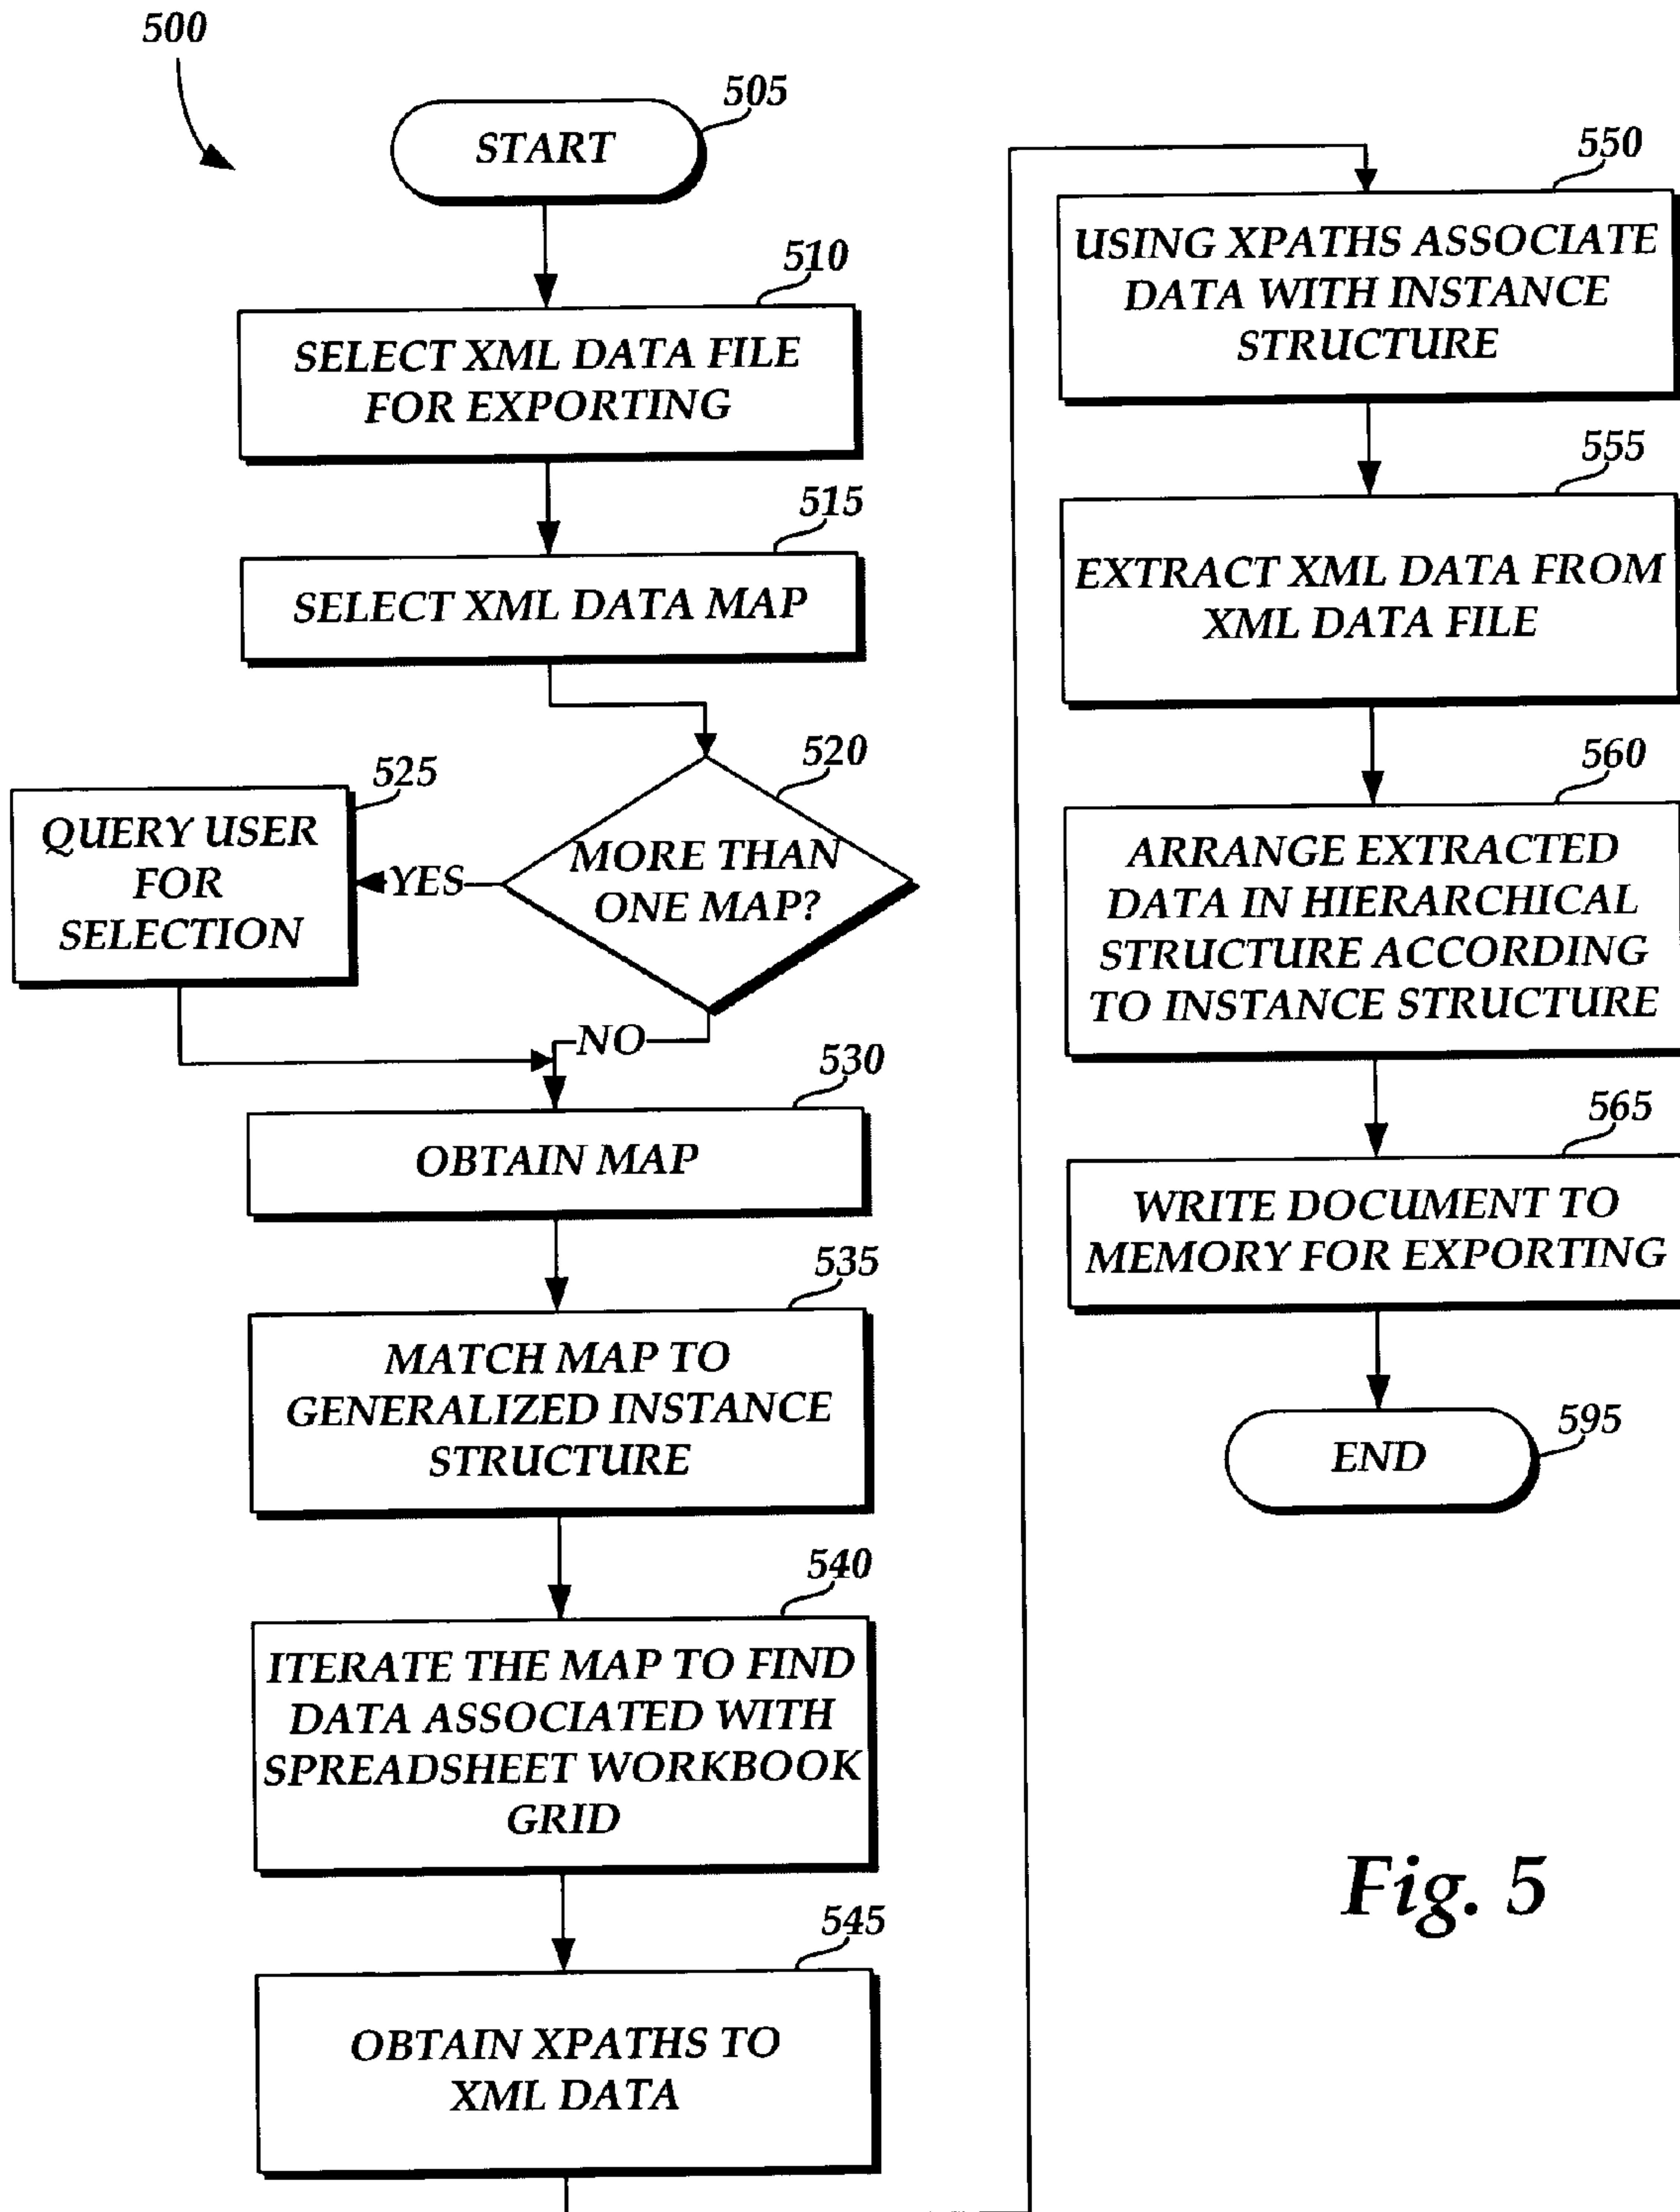 500
505
START
510
SELECT XML DATA FILE
FOR EXPORTING
515
SELECT XML DATA MAP
520
MORE THAN
ONE MAP?
YES
525
QUERY USER
FOR
SELECTION
NO
530
OBTAIN MAP
535
MATCH MAP TO
GENERALIZED INSTANCE
STRUCTURE
540
ITERATE THE MAP TO FIND
DATA ASSOCIATED WITH
SPREADSHEET WORKBOOK
GRID
545
OBTAIN XPATHS TO
XML DATA
550
USING XPATHS ASSOCIATE
DATA WITH INSTANCE
STRUCTURE
555
EXTRACT XML DATA FROM
XML DATA FILE
560
ARRANGE EXTRACTED
DATA IN HIERARCHICAL
STRUCTURE ACCORDING
TO INSTANCE STRUCTURE
565
WRITE DOCUMENT TO
MEMORY FOR EXPORTING
END
595
Fig. 5